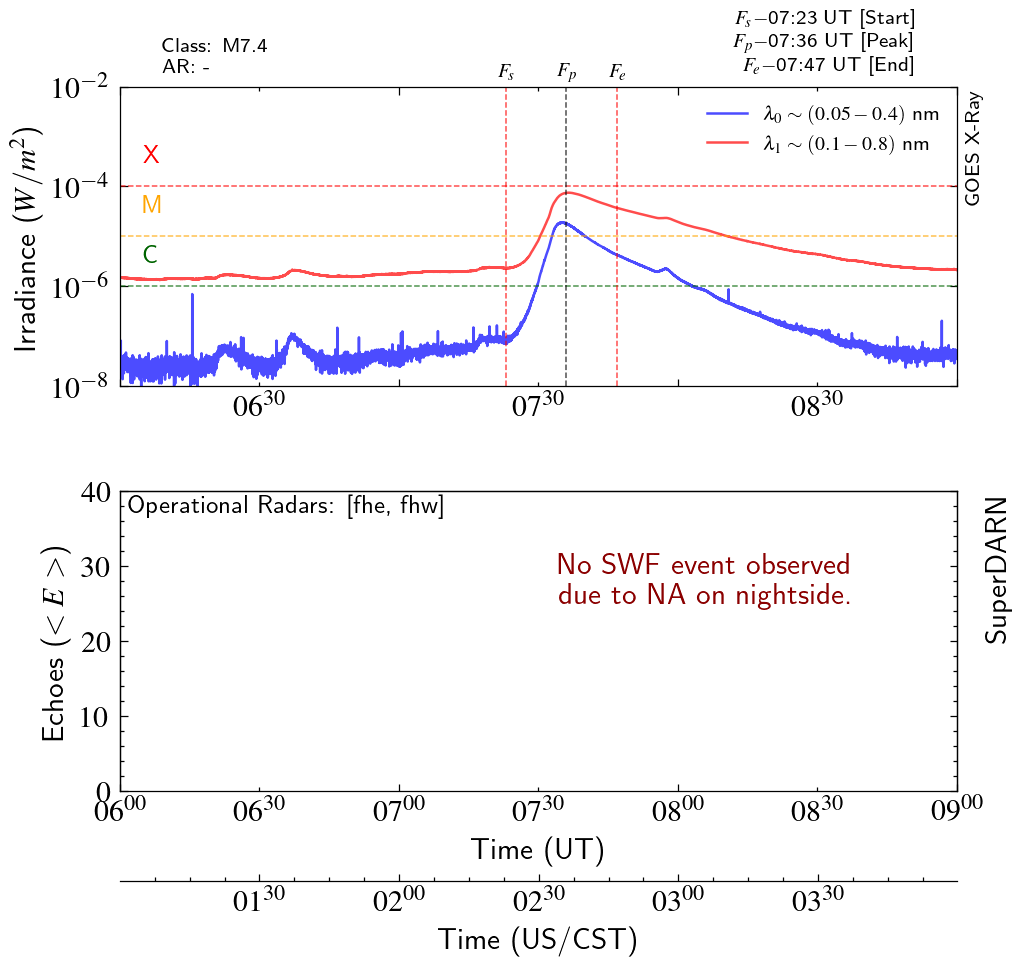 Class: M7.4
AR: -
F_s−07:23 UT [Start]
F_p−07:36 UT [Peak]
F_e−07:47 UT [End]
F_s F_p F_e
10^−2
10^−4
10^−6
10^−8
Irradiance (W/m^2)
X
M
C
λ_0 ∼ (0.05 − 0.4) nm
λ_1 ∼ (0.1 − 0.8) nm
GOES X-Ray
06^30 07^30 08^30
Operational Radars: [fhe, fhw]
No SWF event observed
due to NA on nightside.
40
30
20
10
0
Echoes (< E >)
SuperDARN
06^00 06^30 07^00 07^30 08^00 08^30 09^00
Time (UT)
01^30 02^00 02^30 03^00 03^30
Time (US/CST)